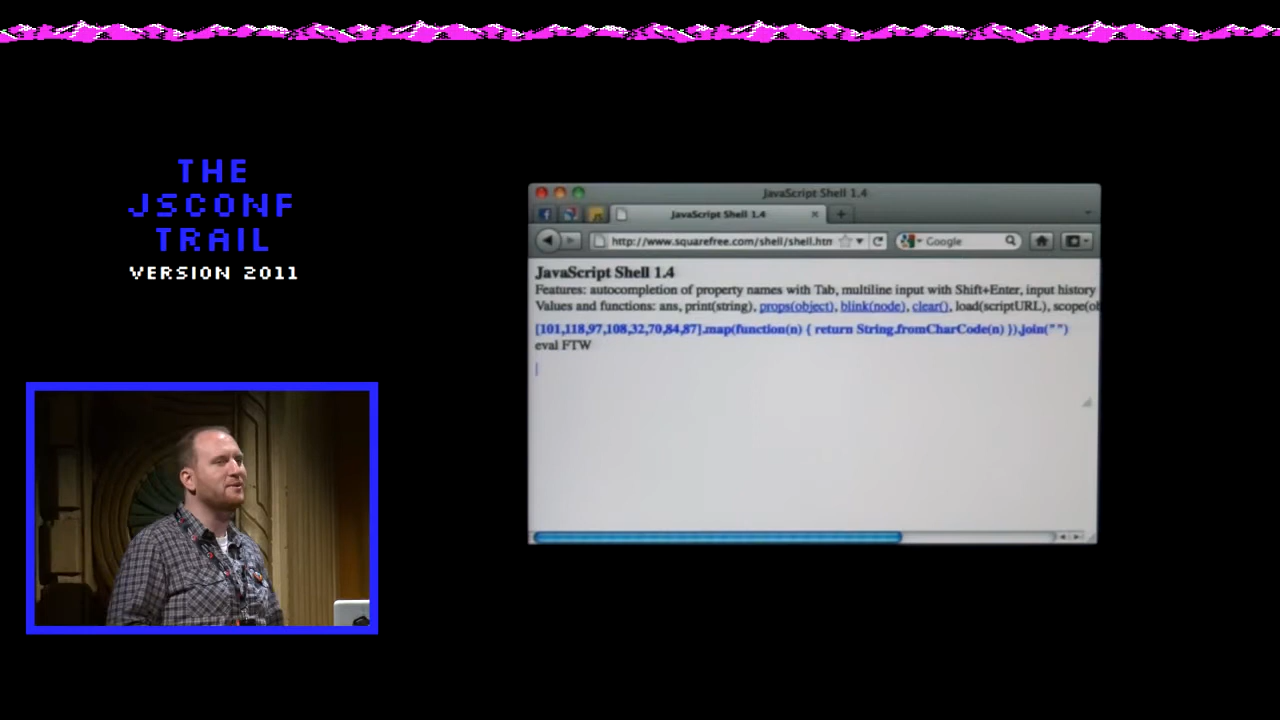 THE
JSCONF
TRAIL
VERSION 2011
JavaScript Shell 1.4
JavaScript Shell 1.4
http://www.squarefree.com/shell/shell.htm
Google
JavaScript Shell 1.4
Features: autocompletion of property names with Tab, multiline input with Shift+Enter, input history
Values and functions: ans, print(string), props(object), blink(node), clear(), load(scriptURL), scope(ob
[101,118,97,108,32,70,84,87].map(function(n) { return String.fromCharCode(n) }).join("")
eval FTW